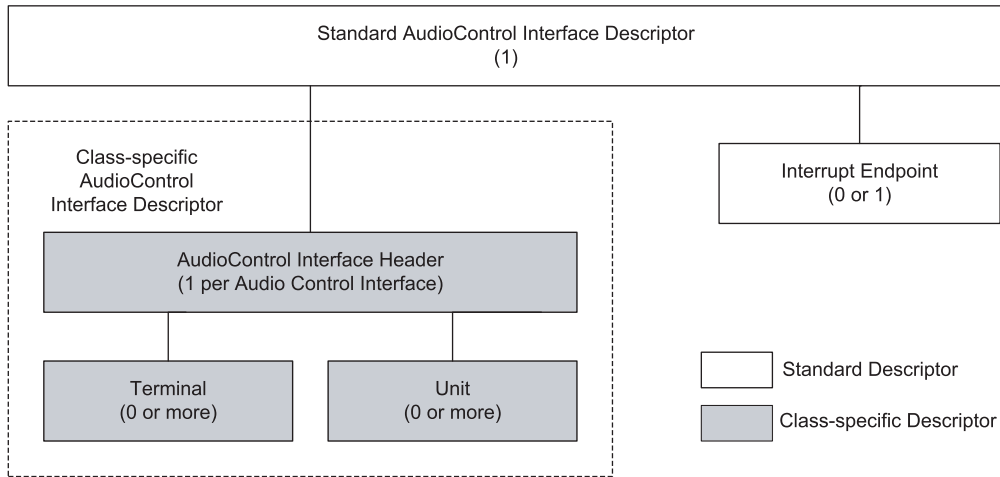 Standard AudioControl Interface Descriptor
(1)
Class-specific
AudioControl
Interface Descriptor
Interrupt Endpoint
(0 or 1)
AudioControl Interface Header
(1 per Audio Control Interface)
Terminal
(0 or more)
Unit
(0 or more)
Standard Descriptor
Class-specific Descriptor